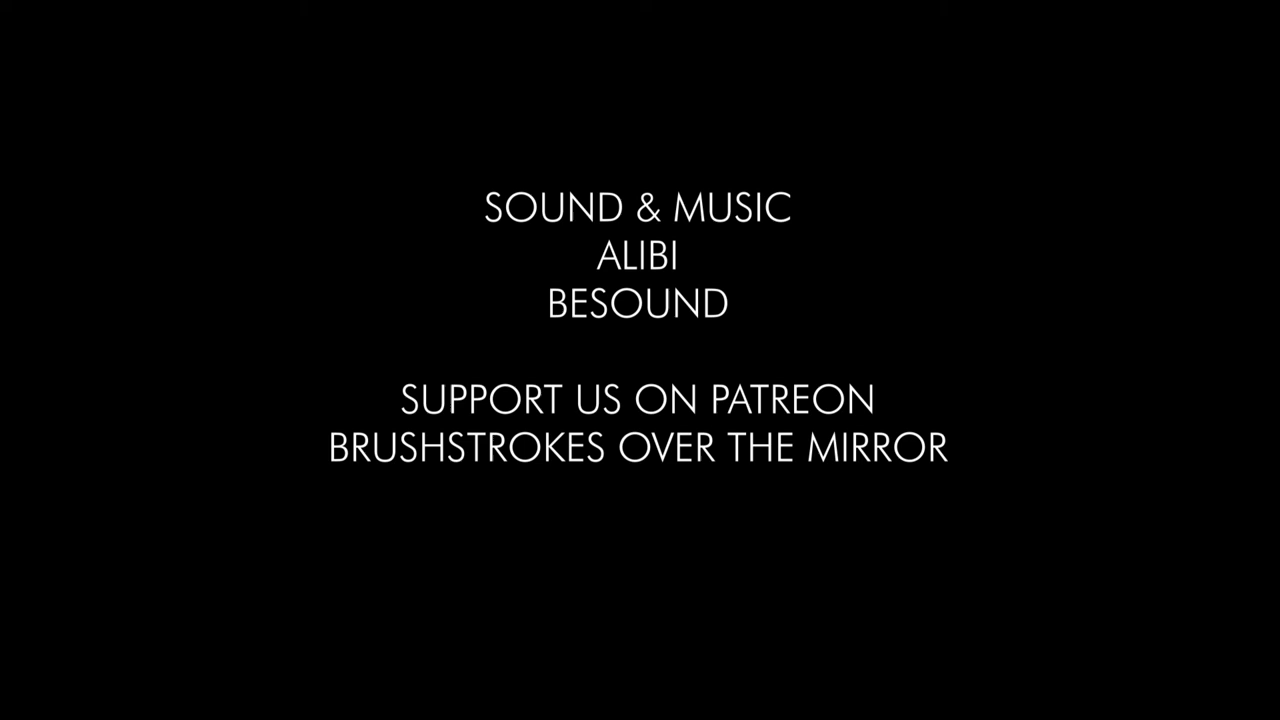 SOUND & MUSIC
ALIBI
BESOUND
SUPPORT US ON PATREON
BRUSHSTROKES OVER THE MIRROR